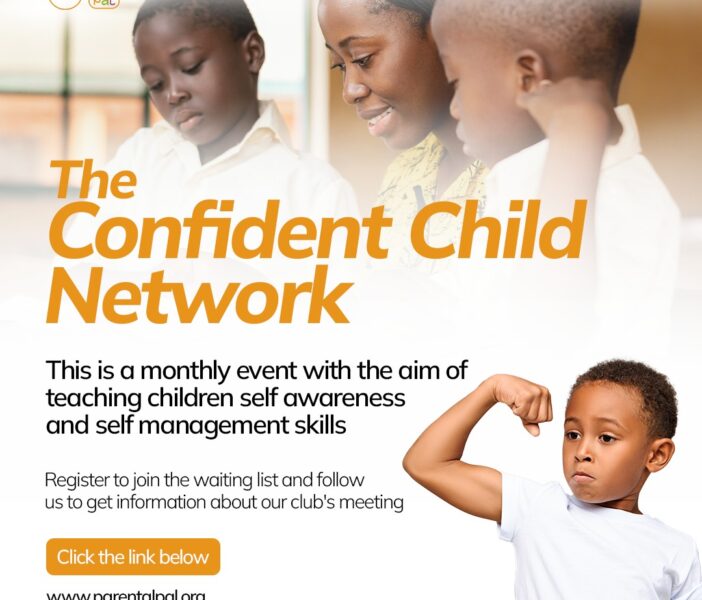 pal
The
Confident Child
Network
This is a monthly event with the aim of
teaching children self awareness
and self management skills
Register to join the waiting list and follow
us to get information about our club's meeting
Click the link below
www.parentalpal.org